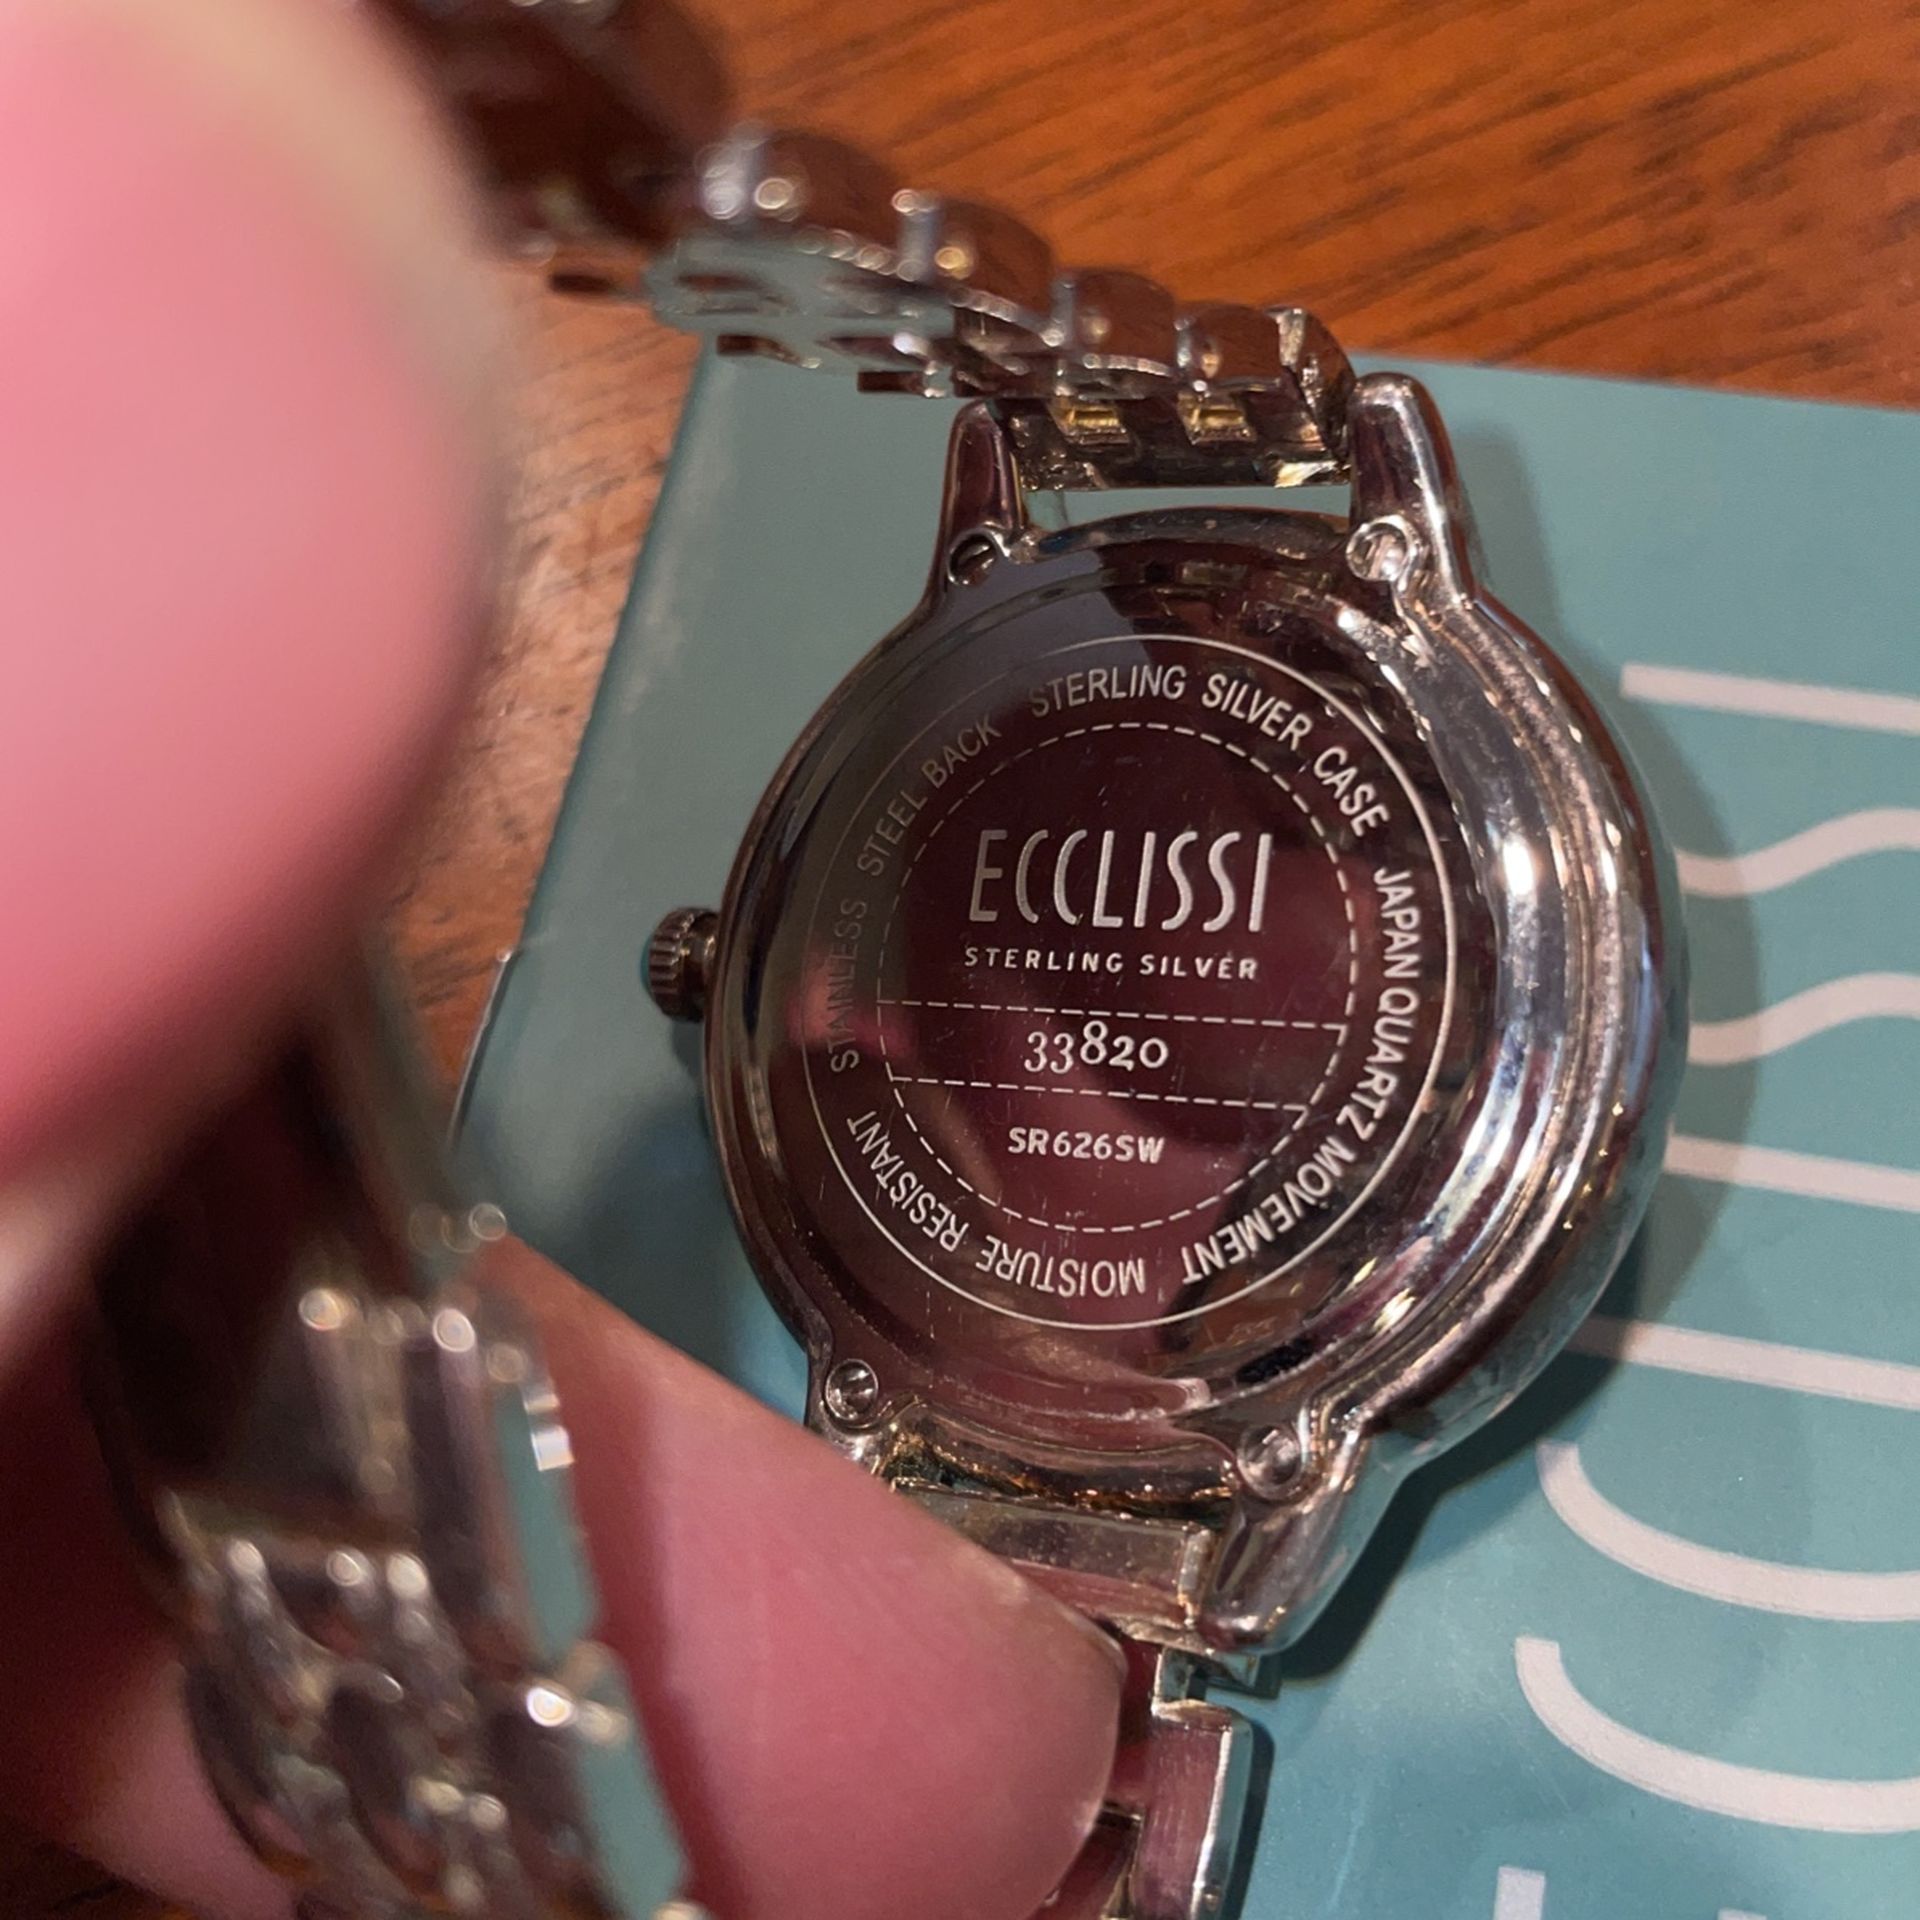 ECCLISSI
STERLING SILVER
33820
SR626SW
STAINLESS STEEL BACK STERLING SILVER CASE JAPAN QUARTZ MOVEMENT MOISTURE RESISTANT